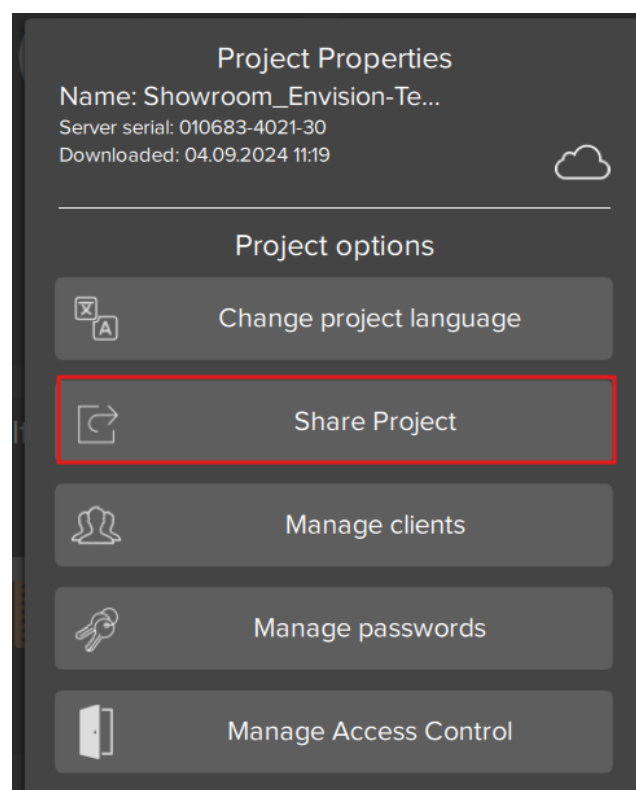 Project Properties
Name: Showroom_Envision-Te...
Server serial: 010683-4021-30
Downloaded: 04.09.2024 11:19
Project options
Change project language
Share Project
Manage clients
Manage passwords
Manage Access Control